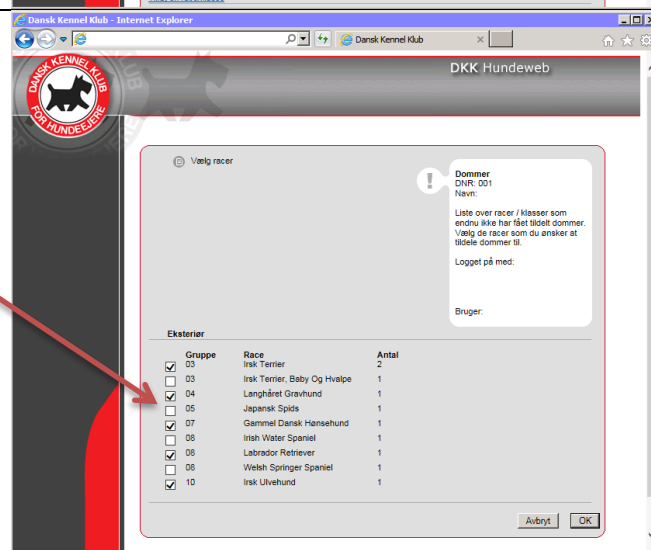 Dansk Kennel Klub - Internet Explorer
Dansk Kennel Klub
DANSK KENNEL KLUB
FOR HUNDEEJERE
DKK Hundeweb
Vælg racer
Dommer
DNR: 001
Navn:
Liste over racer / klasser som
endnu ikke har fået tildelt dommer.
Vælg de racer som du ønsker at
tildele dommer til.
Logget på med:
Bruger:
Eksteriør
Gruppe Race Antal
03 Irsk Terrier 2
03 Irsk Terrier, Baby Og Hvalpe 1
04 Langhåret Gravhund 1
05 Japansk Spids 1
07 Gammel Dansk Hønsehund 1
08 Irish Water Spaniel 1
08 Labrador Retriever 1
08 Welsh Springer Spaniel 1
10 Irsk Ulvehund 1
Avbryt OK